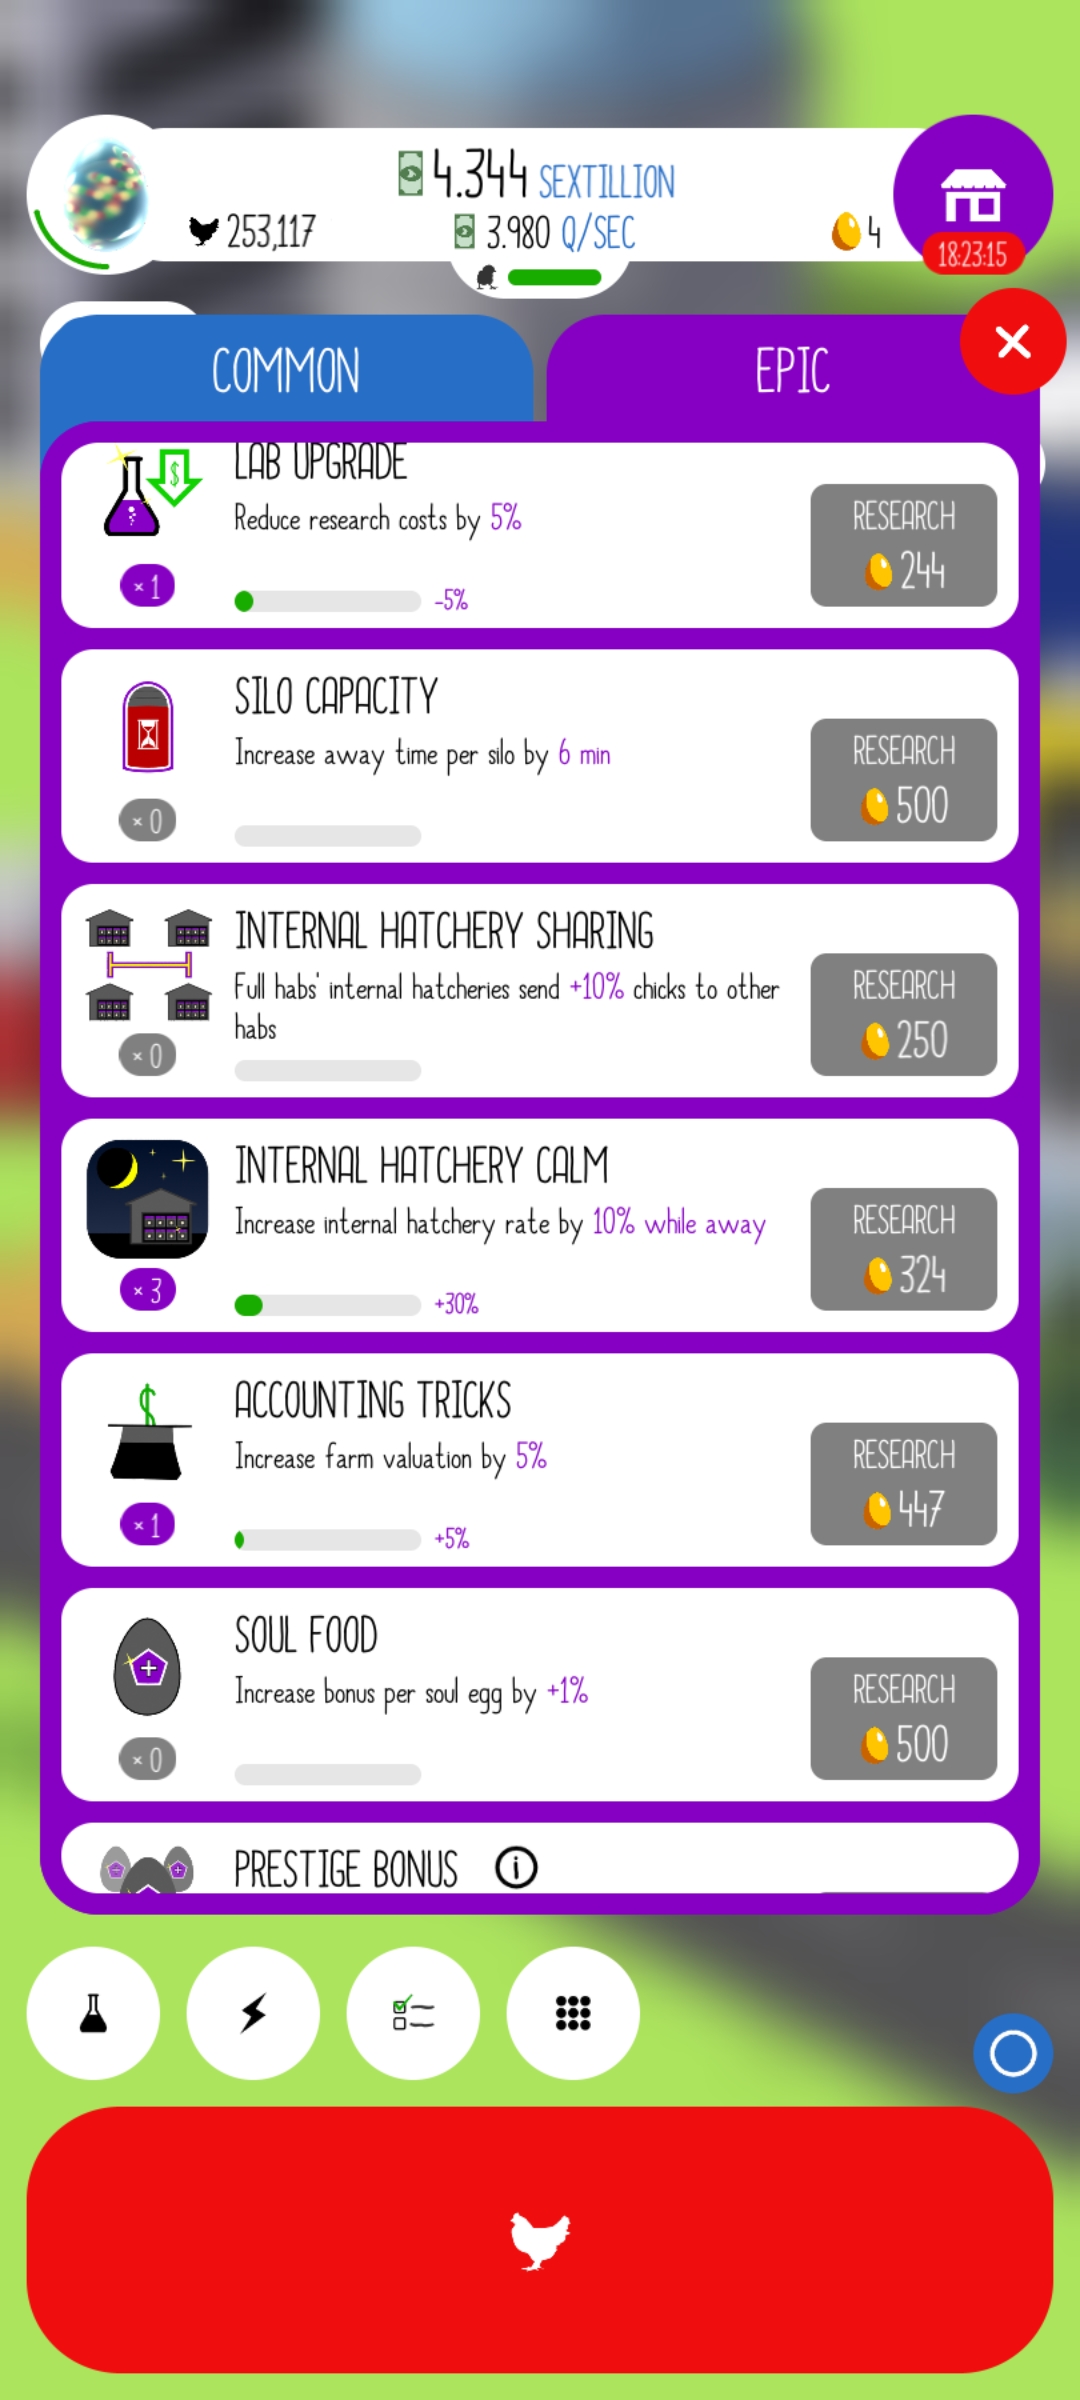 4.344 SEXTILLION
253,117
3.980 Q/SEC
4
18:23:15
COMMON
EPIC
LAB UPGRADE
Reduce research costs by 5%
RESEARCH
244
× 1
-5%
SILO CAPACITY
Increase away time per silo by 6 min
RESEARCH
500
× 0
INTERNAL HATCHERY SHARING
Full habs' internal hatcheries send +10% chicks to other
habs
RESEARCH
250
× 0
INTERNAL HATCHERY CALM
Increase internal hatchery rate by 10% while away
RESEARCH
324
× 3
+30%
ACCOUNTING TRICKS
Increase farm valuation by 5%
RESEARCH
447
× 1
+5%
SOUL FOOD
Increase bonus per soul egg by +1%
RESEARCH
500
× 0
PRESTIGE BONUS